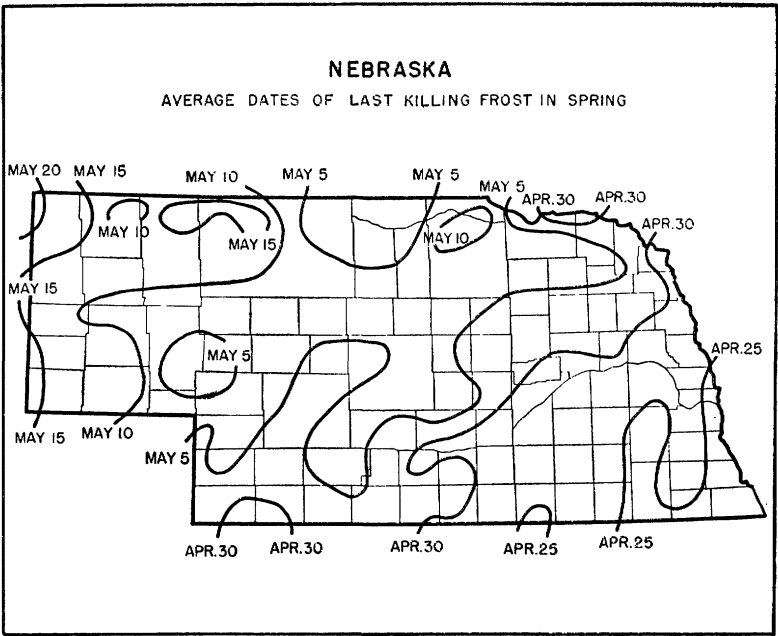 NEBRASKA
AVERAGE DATES OF LAST KILLING FROST IN SPRING
MAY 20 MAY 15 MAY 10 MAY 5 MAY 5 MAY 5 APR.30 APR.30
APR.30
MAY 10 MAY 15 MAY 10
MAY 15
MAY 5 APR.25
MAY 15 MAY 10
MAY 5
APR.30 APR.30 APR.30 APR.25 APR.25